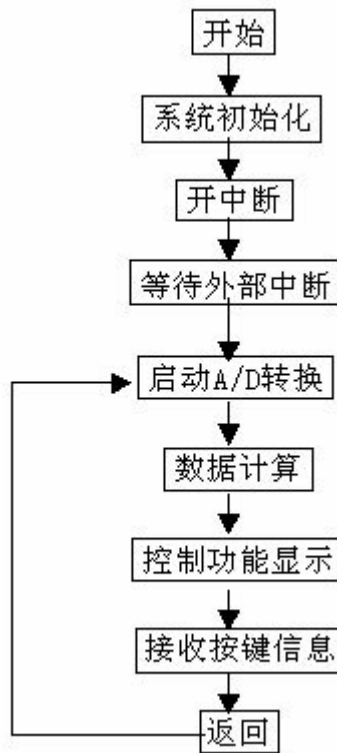 开始
系统初始化
开中断
等待外部中断
启动A/D转换
数据计算
控制功能显示
接收按键信息
返回